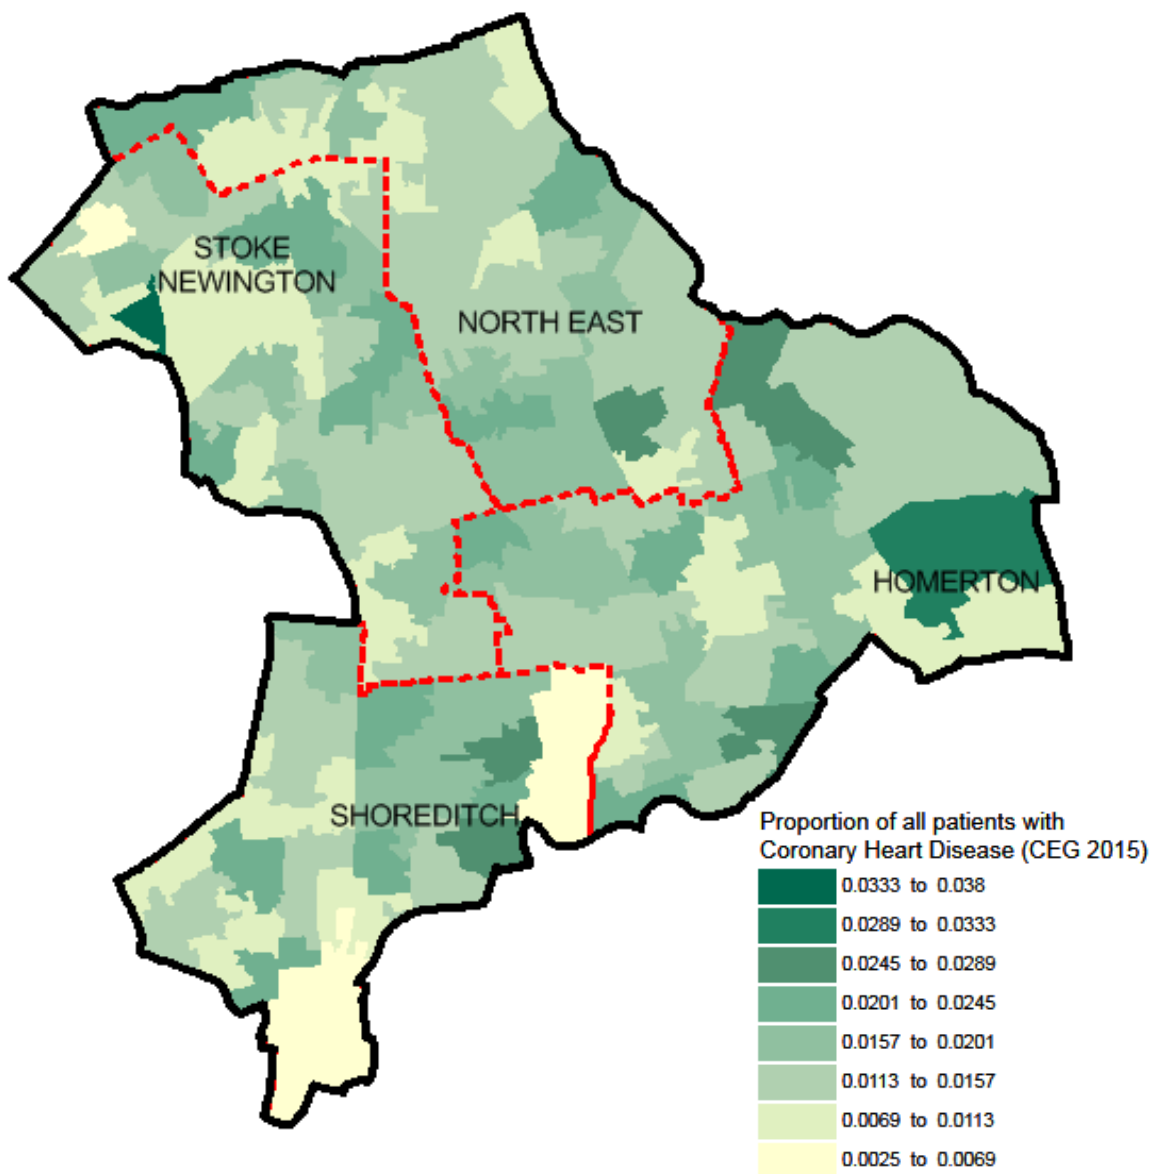 STOKE
NEWINGTON
NORTH EAST
HOMERTON
SHOREDITCH
Proportion of all patients with
Coronary Heart Disease (CEG 2015)
0.0333 to 0.038
0.0289 to 0.0333
0.0245 to 0.0289
0.0201 to 0.0245
0.0157 to 0.0201
0.0113 to 0.0157
0.0069 to 0.0113
0.0025 to 0.0069